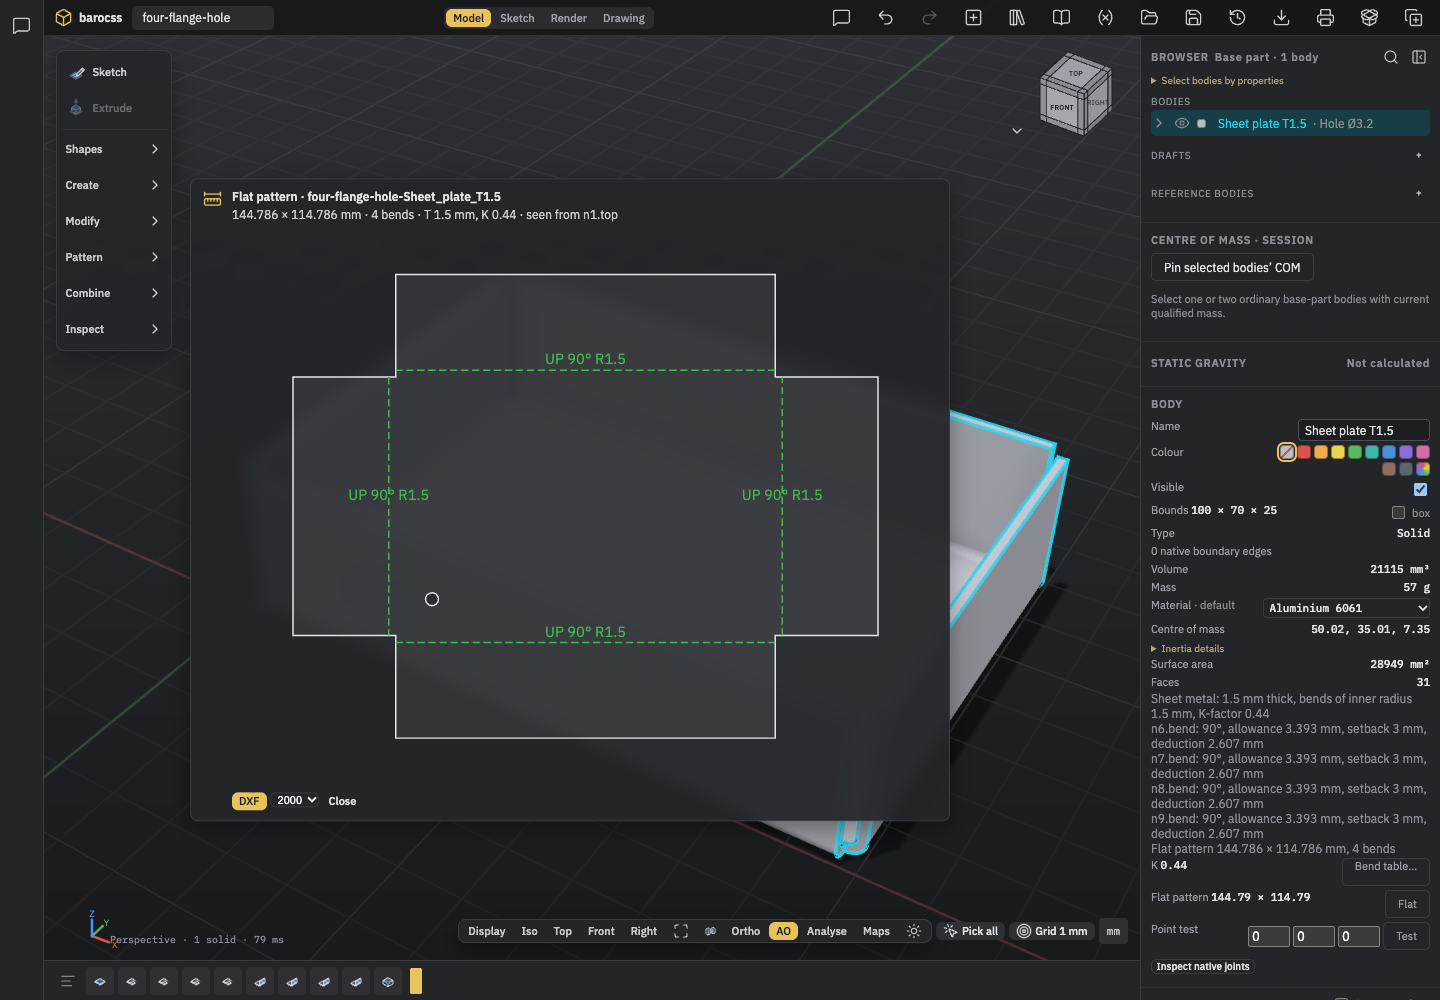 barocss
four-flange-hole
Model Sketch Render Drawing
Sketch
Extrude
Shapes
Create
Modify
Pattern
Combine
Inspect
TOP
FRONT
RIGHT
Flat pattern · four-flange-hole-Sheet_plate_T1.5
144.786 × 114.786 mm · 4 bends · T 1.5 mm, K 0.44 · seen from n1.top
UP 90° R1.5
UP 90° R1.5
UP 90° R1.5
UP 90° R1.5
DXF 2000 Close
Z
Y
X
Perspective · 1 solid · 79 ms
Display Iso Top Front Right Ortho AO Analyse Maps Pick all Grid 1 mm mm
BROWSER Base part · 1 body
Select bodies by properties
BODIES
Sheet plate T1.5 · Hole Ø3.2
DRAFTS +
REFERENCE BODIES +
CENTRE OF MASS · SESSION
Pin selected bodies' COM
Select one or two ordinary base-part bodies with current
qualified mass.
STATIC GRAVITY Not calculated
BODY
Name Sheet plate T1.5
Colour
Visible
Bounds 100 × 70 × 25 box
Type Solid
0 native boundary edges
Volume 21115 mm³
Mass 57 g
Material · default Aluminium 6061
Centre of mass 50.02, 35.01, 7.35
Inertia details
Surface area 28949 mm²
Faces 31
Sheet metal: 1.5 mm thick, bends of inner radius
1.5 mm, K-factor 0.44
n6.bend: 90°, allowance 3.393 mm, setback 3 mm,
deduction 2.607 mm
n7.bend: 90°, allowance 3.393 mm, setback 3 mm,
deduction 2.607 mm
n8.bend: 90°, allowance 3.393 mm, setback 3 mm,
deduction 2.607 mm
n9.bend: 90°, allowance 3.393 mm, setback 3 mm,
deduction 2.607 mm
Flat pattern 144.786 × 114.786 mm, 4 bends
K 0.44 Bend table...
Flat pattern 144.79 × 114.79 Flat
Point test 0 0 0 Test
Inspect native joints